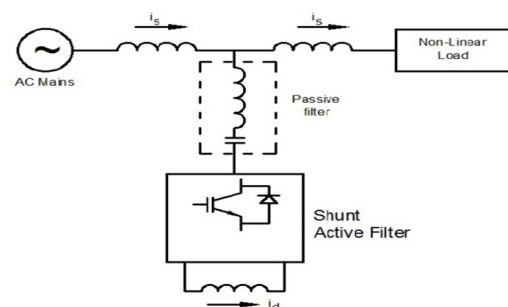 is
is
AC Mains
Non-Linear
Load
Passive
filter
Shunt
Active Filter
id